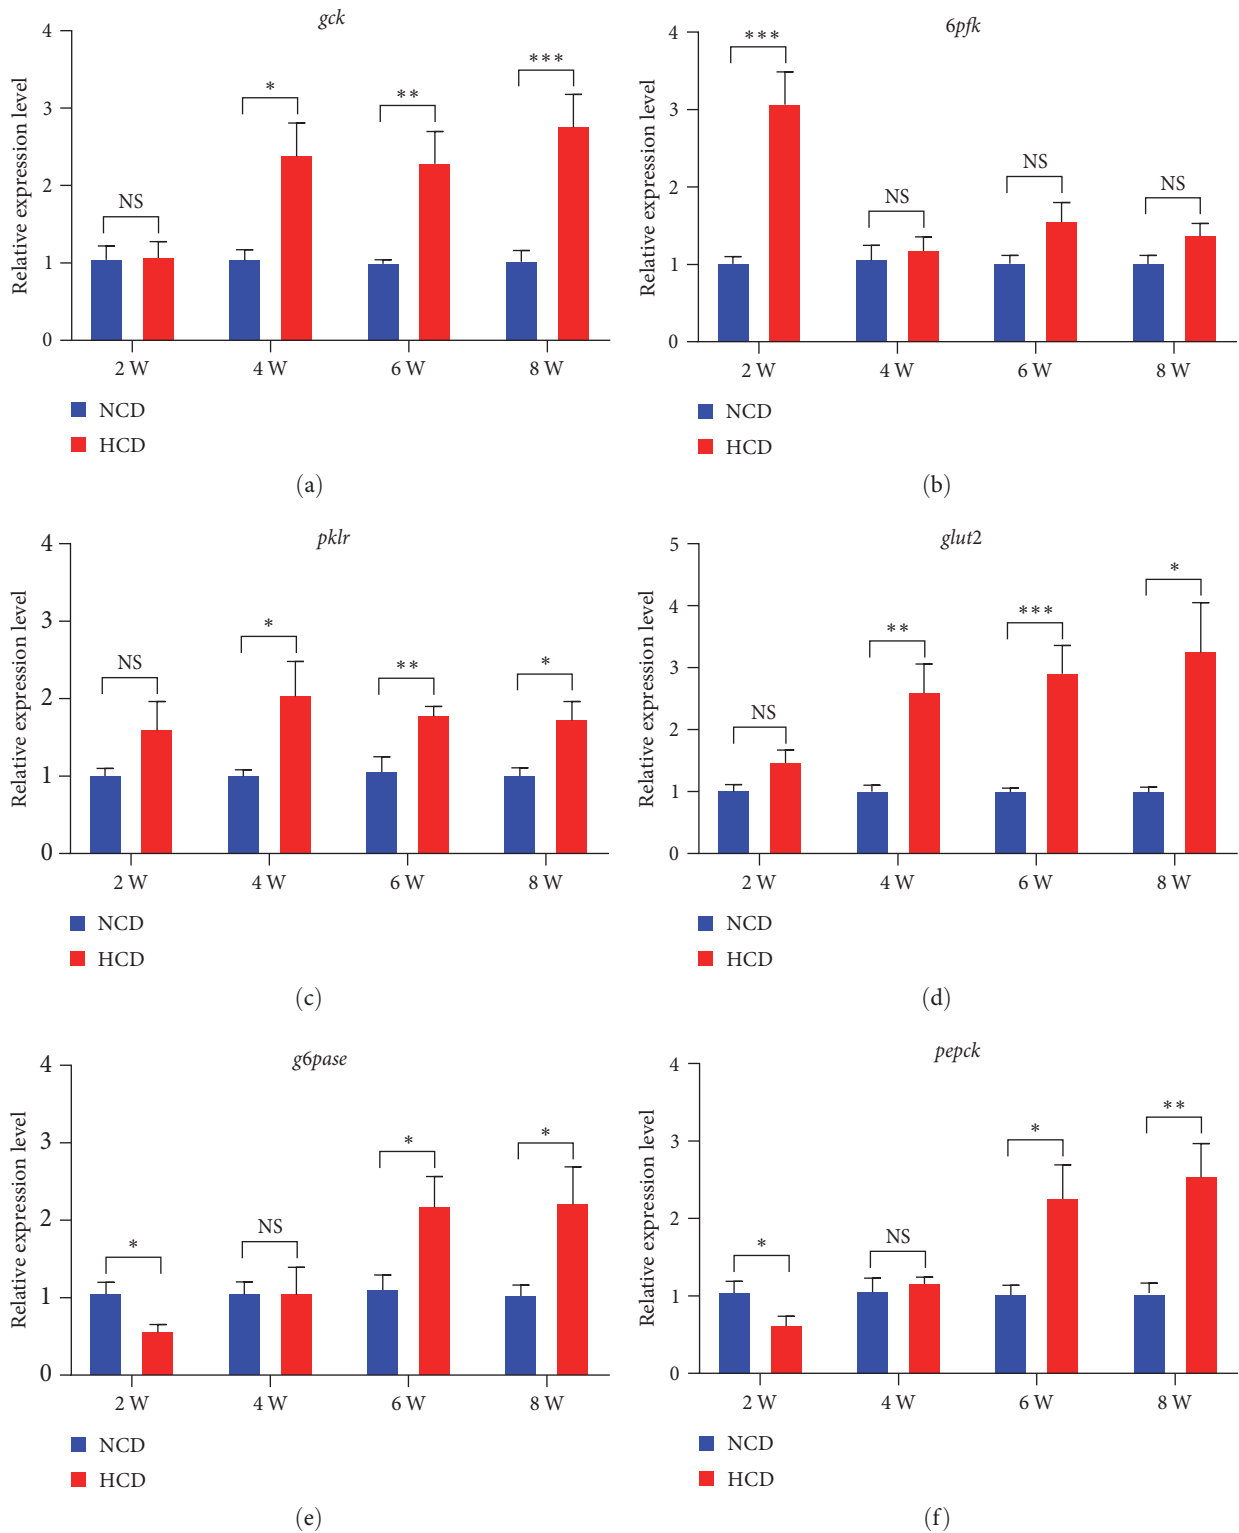 gck
Relative expression level
4
3
2
1
0
NS
*
**
***
2 W
4 W
6 W
8 W
NCD
HCD
(a)
6pfk
Relative expression level
4
3
2
1
0
***
NS
NS
NS
2 W
4 W
6 W
8 W
NCD
HCD
(b)
pklr
Relative expression level
4
3
2
1
0
NS
*
**
*
2 W
4 W
6 W
8 W
NCD
HCD
(c)
glut2
Relative expression level
5
4
3
2
1
0
NS
**
***
*
2 W
4 W
6 W
8 W
NCD
HCD
(d)
g6pase
Relative expression level
4
3
2
1
0
*
NS
*
*
2 W
4 W
6 W
8 W
NCD
HCD
(e)
pepck
Relative expression level
4
3
2
1
0
*
NS
*
**
2 W
4 W
6 W
8 W
NCD
HCD
(f)